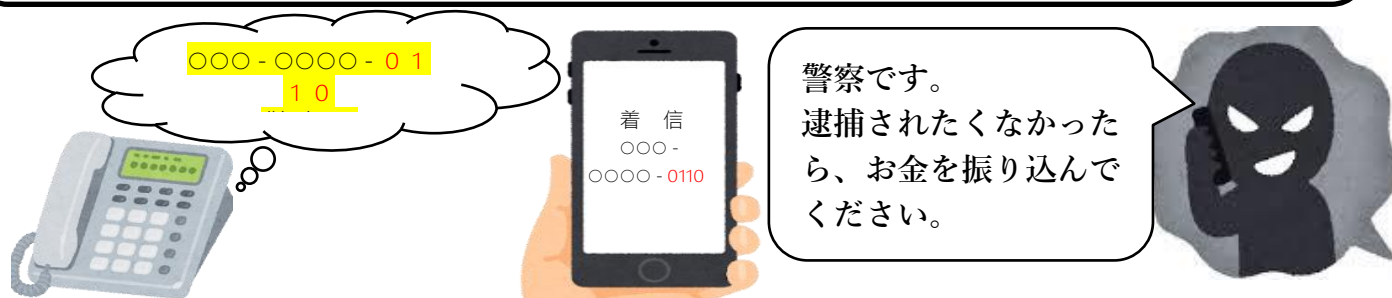 ○○○-○○○○-０１
１０
着　信
○○○-
○○○○-0110
警察です。
逮捕されたくなかった
ら、お金を振り込んで
ください。